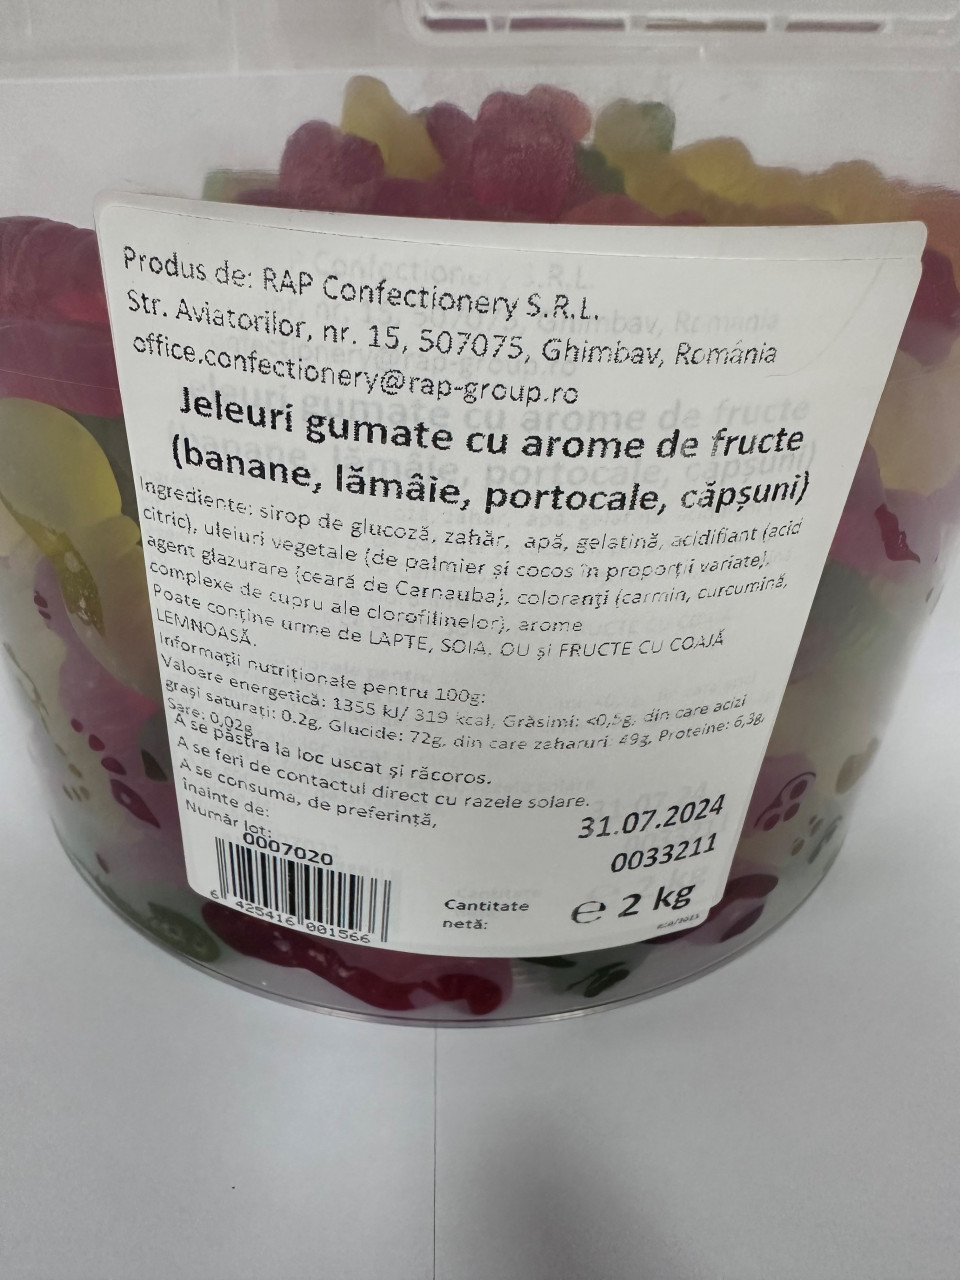 Produs de: RAP Confectionery S.R.L.
Str. Aviatorilor, nr. 15, 507075, Ghimbav, România
office.confectionery@rap-group.ro
Jeleuri gumate cu arome de fructe
(banane, lămâie, portocale, căpșuni)
Ingrediente: sirop de glucoză, zahăr, apă, gelatină, acidifiant (acid
citric), uleiuri vegetale (de palmier și cocos în proporții variate),
agent glazurare (ceară de Carnauba), coloranți (carmin, curcumină,
complexe de cupru ale clorofilinelor), arome
Poate conține urme de LAPTE, SOIA, OU și FRUCTE CU COAJĂ
LEMNOASĂ.
Informații nutriționale pentru 100g:
Valoare energetică: 1355 kJ/ 319 kcal, Grăsimi: <0,5g, din care acizi
grași saturați: 0.2g, Glucide: 72g, din care zaharuri: 49g, Proteine: 6,3g,
Sare: 0,02g
A se păstra la loc uscat și răcoros.
A se feri de contactul direct cu razele solare.
A se consuma, de preferință,
înainte de: 31.07.2024
Număr lot: 0033211
0007020
6 425416 001566
Cantitate
netă: e 2 kg